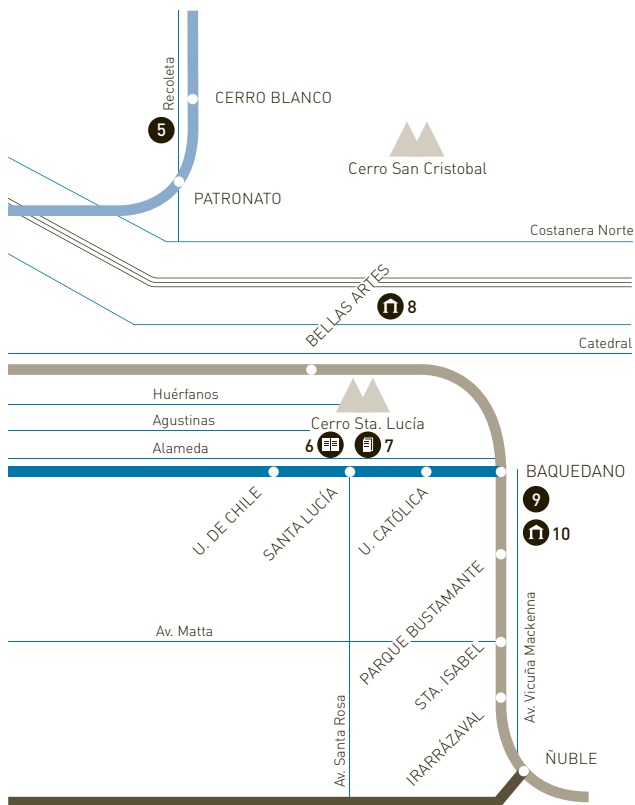 Recoleta
CERRO BLANCO
5
Cerro San Cristobal
PATRONATO
Costanera Norte
BELLAS ARTES
8
Catedral
Huérfanos
Agustinas
Cerro Sta. Lucía
Alameda
6
7
BAQUEDANO
U. DE CHILE
SANTA LUCÍA
U. CATÓLICA
9
10
PARQUE BUSTAMANTE
Av. Matta
STA. ISABEL
Av. Vicuña Mackenna
Av. Santa Rosa
IRARRÁZAVAL
ÑUBLE